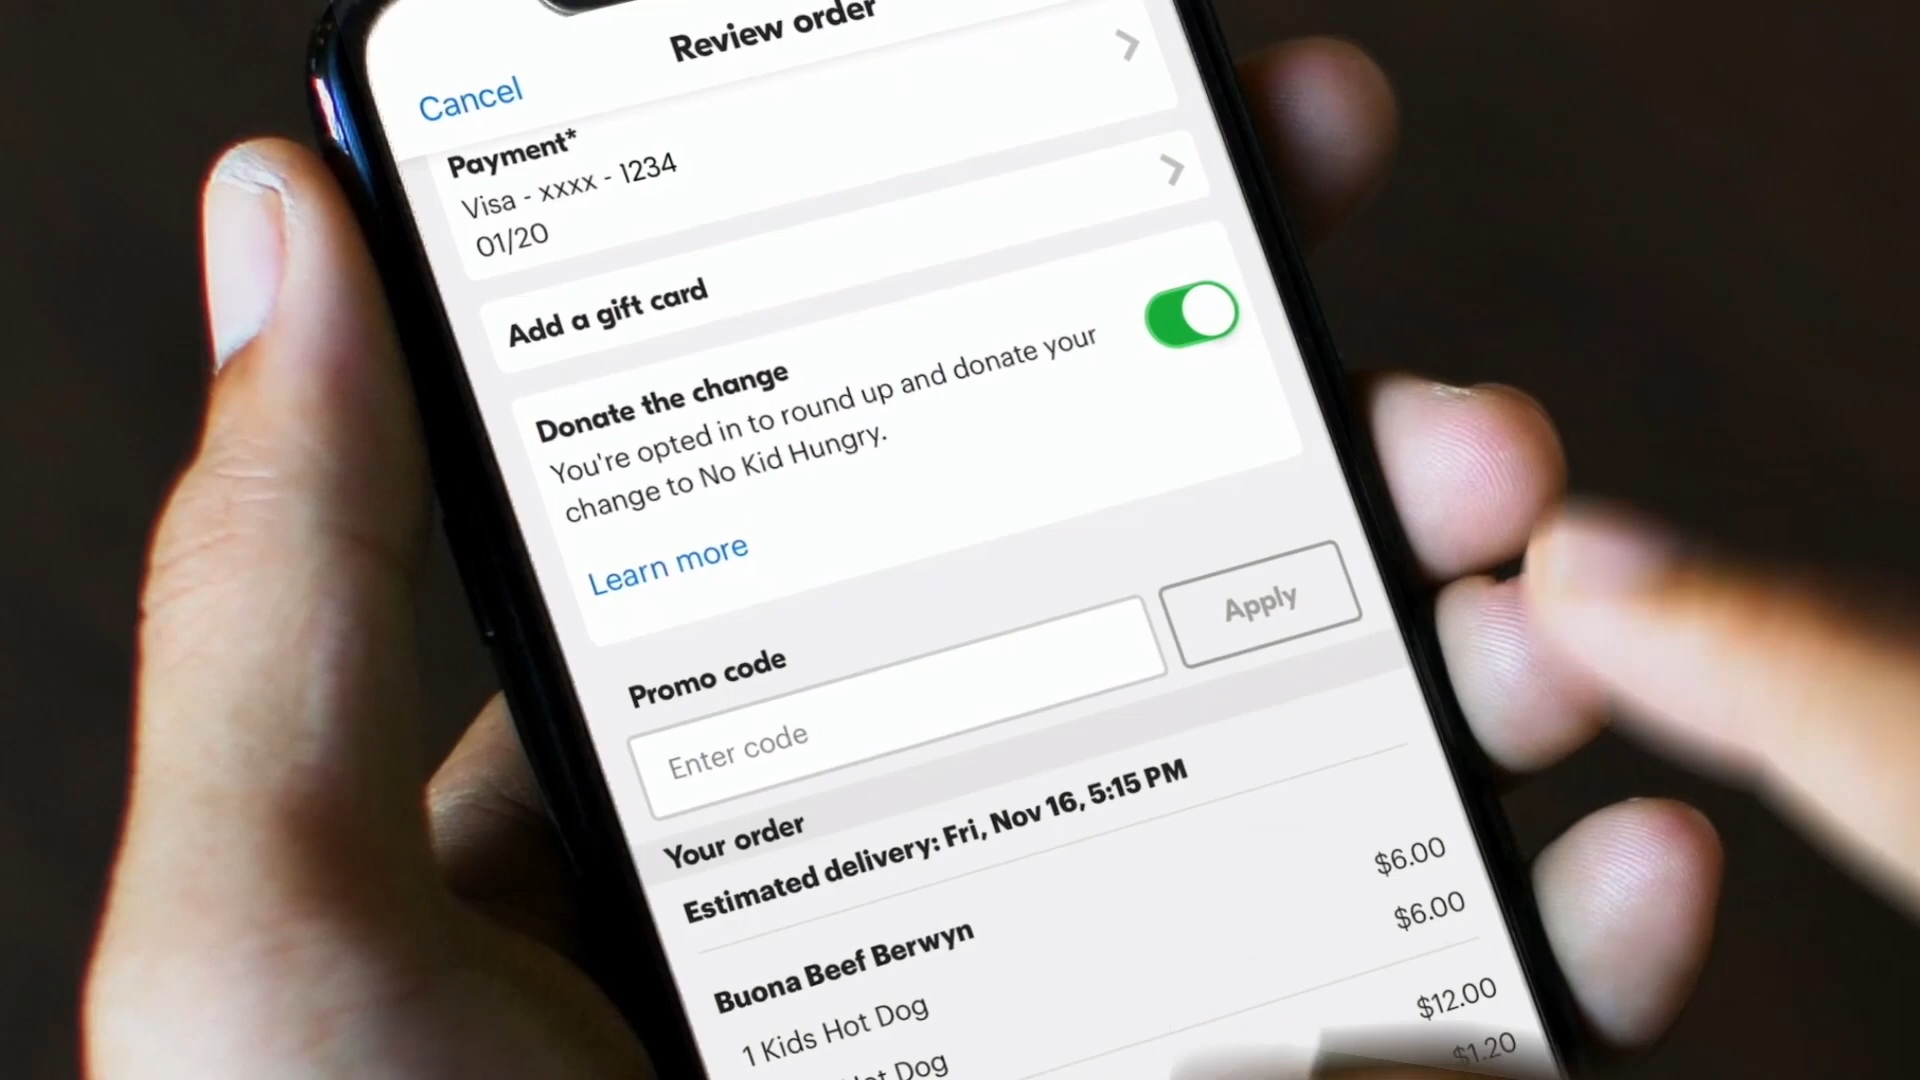 Review order
Cancel
Payment*
Visa - xxxx - 1234
01/20
Add a gift card
Donate the change
You're opted in to round up and donate your
change to No Kid Hungry.
Learn more
Promo code
Enter code
Apply
Your order
Estimated delivery: Fri, Nov 16, 5:15 PM
Buona Beef Berwyn
1 Kids Hot Dog $6.00
Hot Dog $6.00
$12.00
$1.20